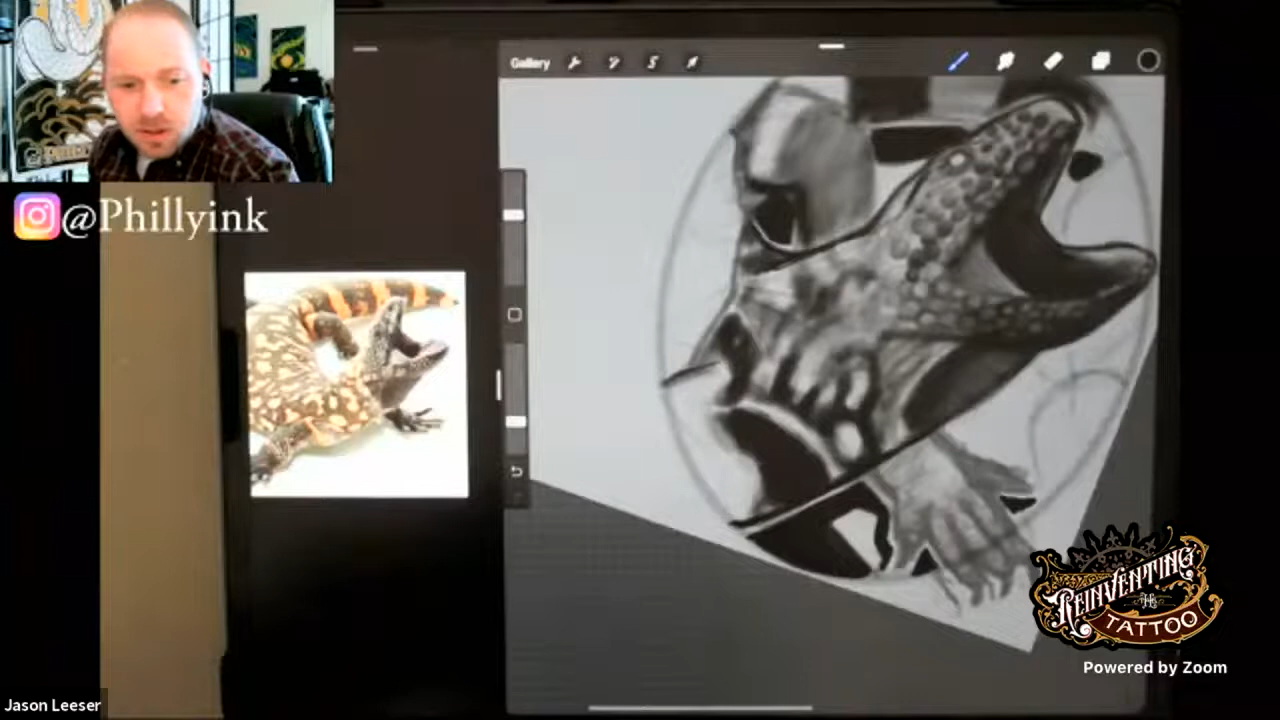 @Phillyink
Gallery
REINVENTING
THE
TATTOO
Powered by Zoom
Jason Leeser